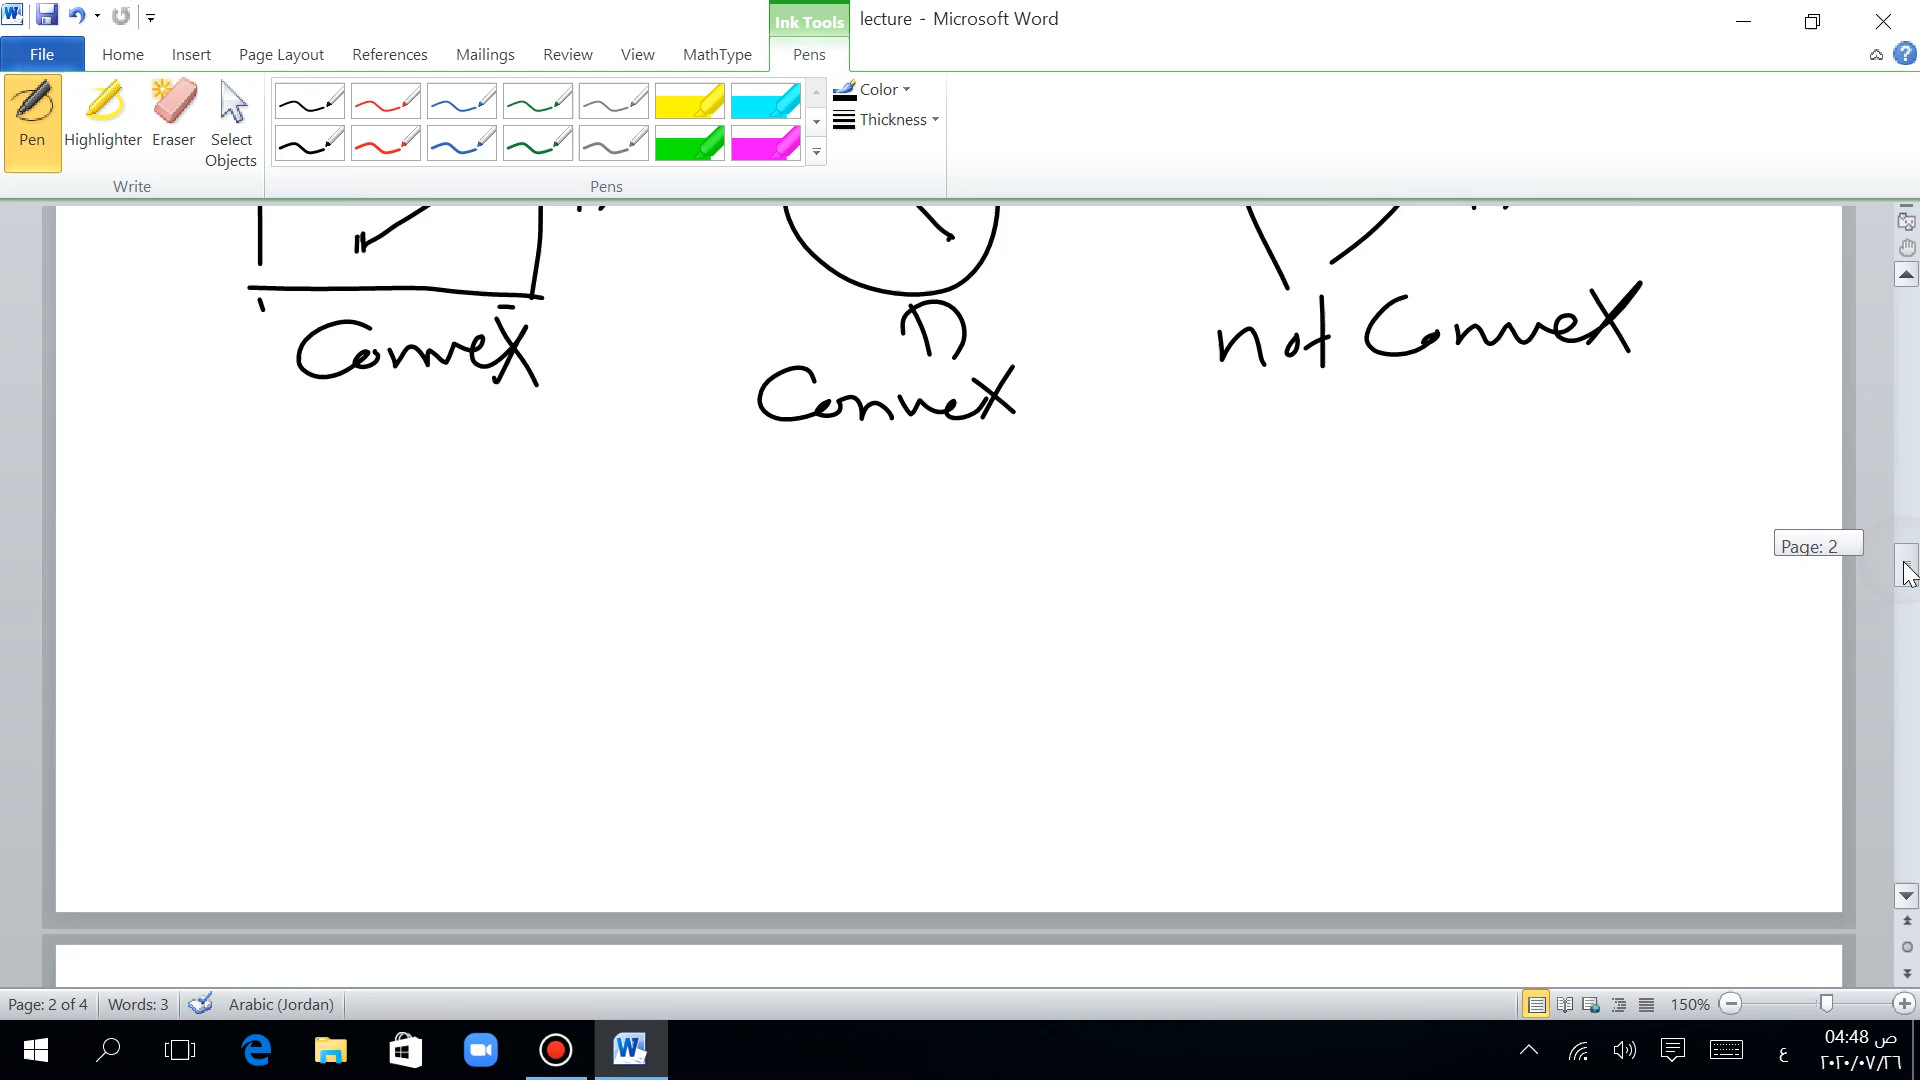 Ink Tools
lecture - Microsoft Word
File Home Insert Page Layout References Mailings Review View MathType Pens
Pen Highlighter Eraser Select Objects
Color
Thickness
Write
Pens
Convex
Convex
not Convex
Page: 2
Page: 2 of 4 Words: 3 Arabic (Jordan) 150%
ع
04:48 ص
٢٠٢٠/٠٧/٢٦